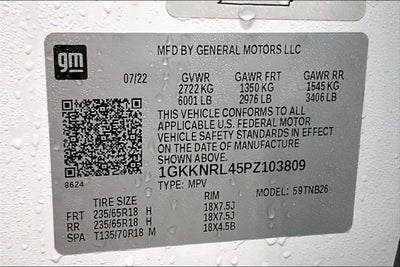 gm
MFD BY GENERAL MOTORS LLC
07/22 GVWR GAWR FRT GAWR RR
2722 KG 1350 KG 1545 KG
6001 LB 2976 LB 3406 LB
THIS VEHICLE CONFORMS TO ALL
APPLICABLE U.S. FEDERAL MOTOR
VEHICLE SAFETY STANDARDS IN EFFECT
ON THE DATE OF MANUFACTURE
SHOWN ABOVE
1GKKNRL45PZ103809
8624 TYPE: MPV MODEL: 59TNB26
TIRE SIZE RIM
FRT 235/65R18 H 18X7.5J
RR 235/65R18 H 18X7.5J
SPA T135/70R18 M 18X4.5B